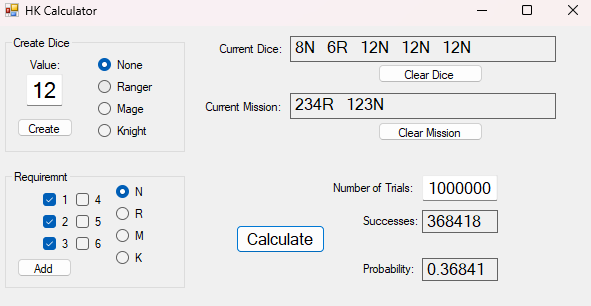 HK Calculator
Create Dice
Value:
12
Create
None
Ranger
Mage
Knight
Current Dice: 8N 6R 12N 12N 12N
Clear Dice
Current Mission: 234R 123N
Clear Mission
Requiremnt
1 4
2 5
3 6
Add
N
R
M
K
Calculate
Number of Trials: 1000000
Successes: 368418
Probability: 0.36841